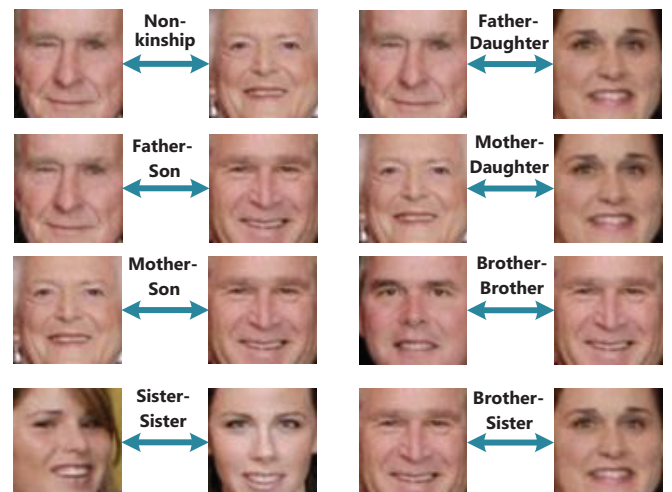 Non-
kinship
Father-
Daughter
Father-
Son
Mother-
Daughter
Mother-
Son
Brother-
Brother
Sister-
Sister
Brother-
Sister